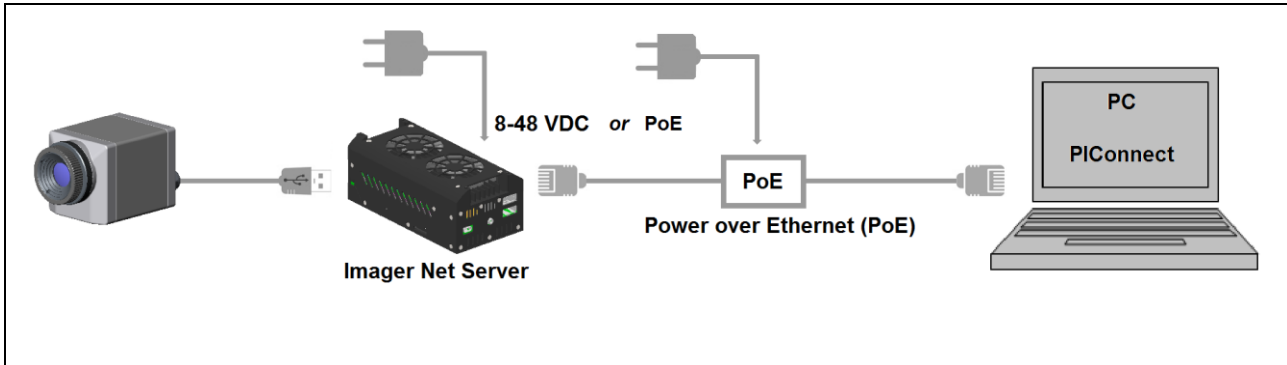 8-48 VDC or PoE
PoE
Power over Ethernet (PoE)
Imager Net Server
PC
PIConnect